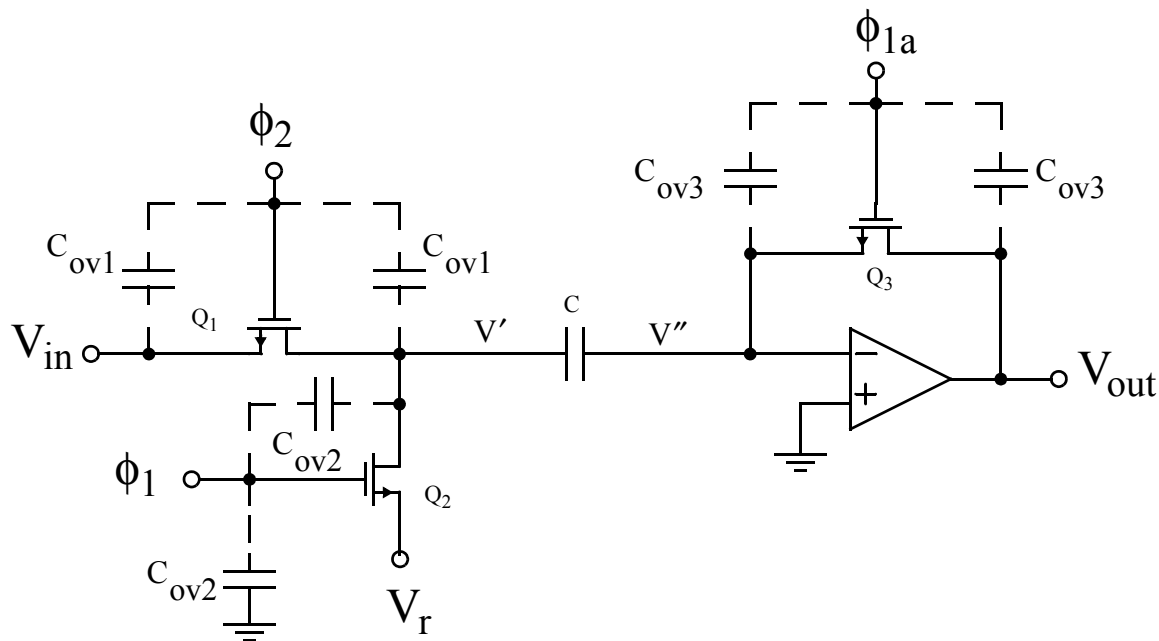 ϕ1a
ϕ2
Cov3
Cov3
Cov1
Cov1
Q3
Q1
C
V′
V″
Vin
−
+
Vout
Cov2
ϕ1
Q2
Cov2
Vr